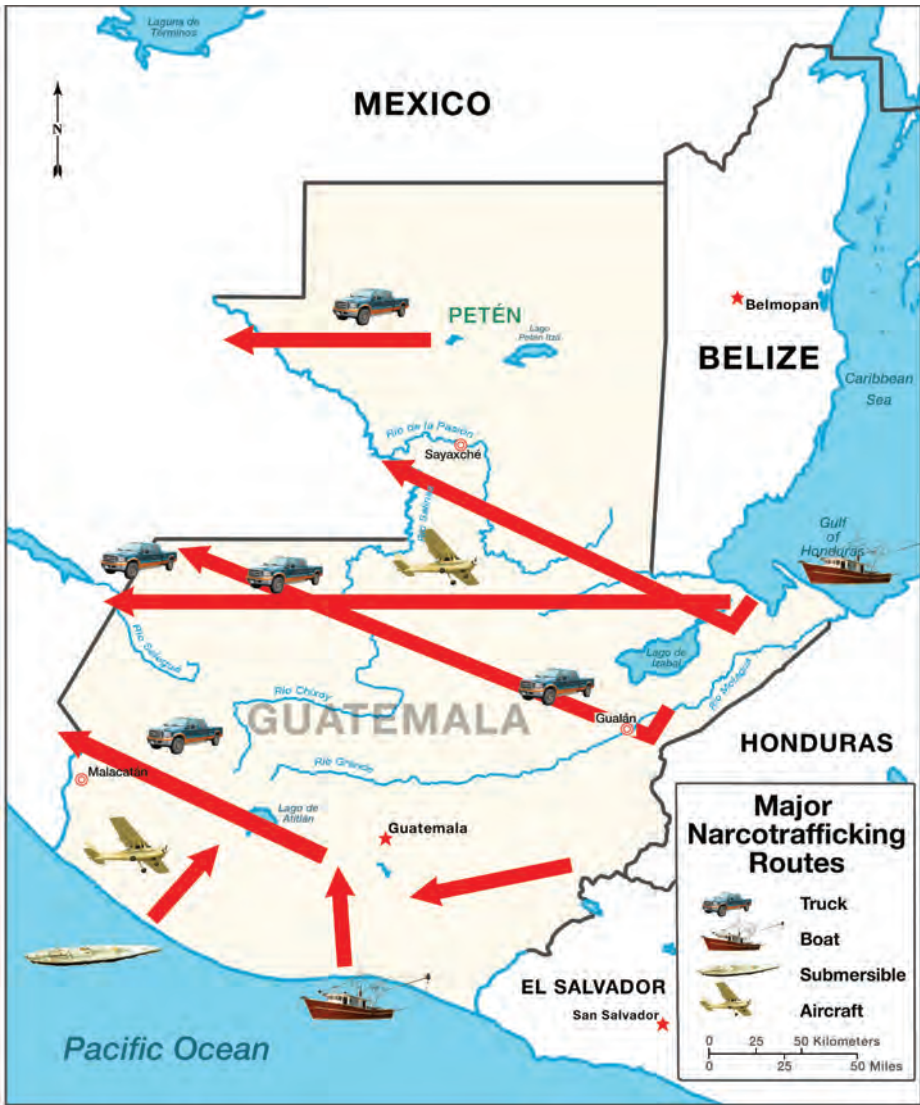 Laguna de
Términos
MEXICO
N
PETÉN
Lago
Petén Itzá
Belmopan
BELIZE
Caribbean
Sea
Río de la Pasión
Sayaxché
Río Salinas
Gulf
of
Honduras
Lago de
Izabal
Río Selegua
Río Motagua
Río Chixoy
GUATEMALA
Gualán
HONDURAS
Río Grande
Malacatán
Lago de
Atitlán
Guatemala
Major
Narcotrafficking
Routes
Truck
Boat
Submersible
Aircraft
0 25 50 Kilometers
0 25 50 Miles
EL SALVADOR
San Salvador
Pacific Ocean